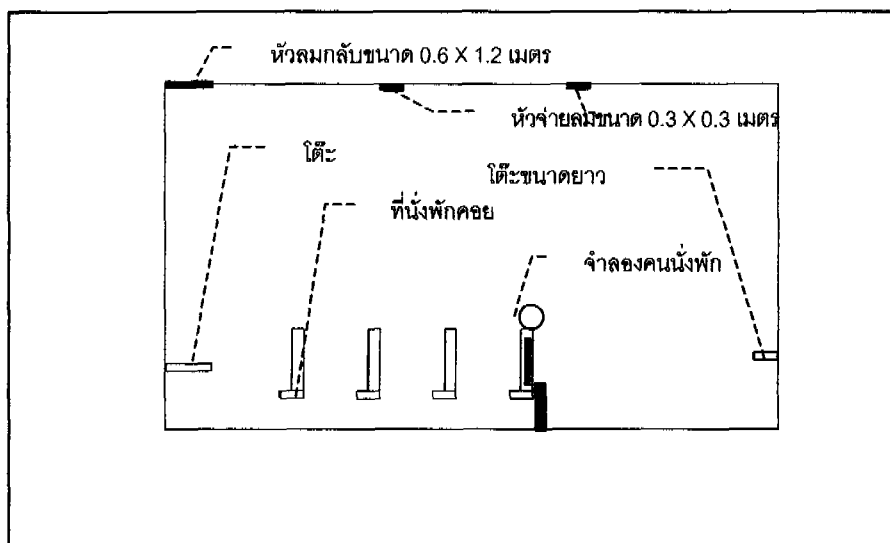 หัวลมกลับขนาด 0.6 X 1.2 เมตร
หัวจ่ายลมขนาด 0.3 X 0.3 เมตร
โต๊ะ
โต๊ะขนาดยาว
ที่นั่งพักคอย
จำลองคนนั่งพัก